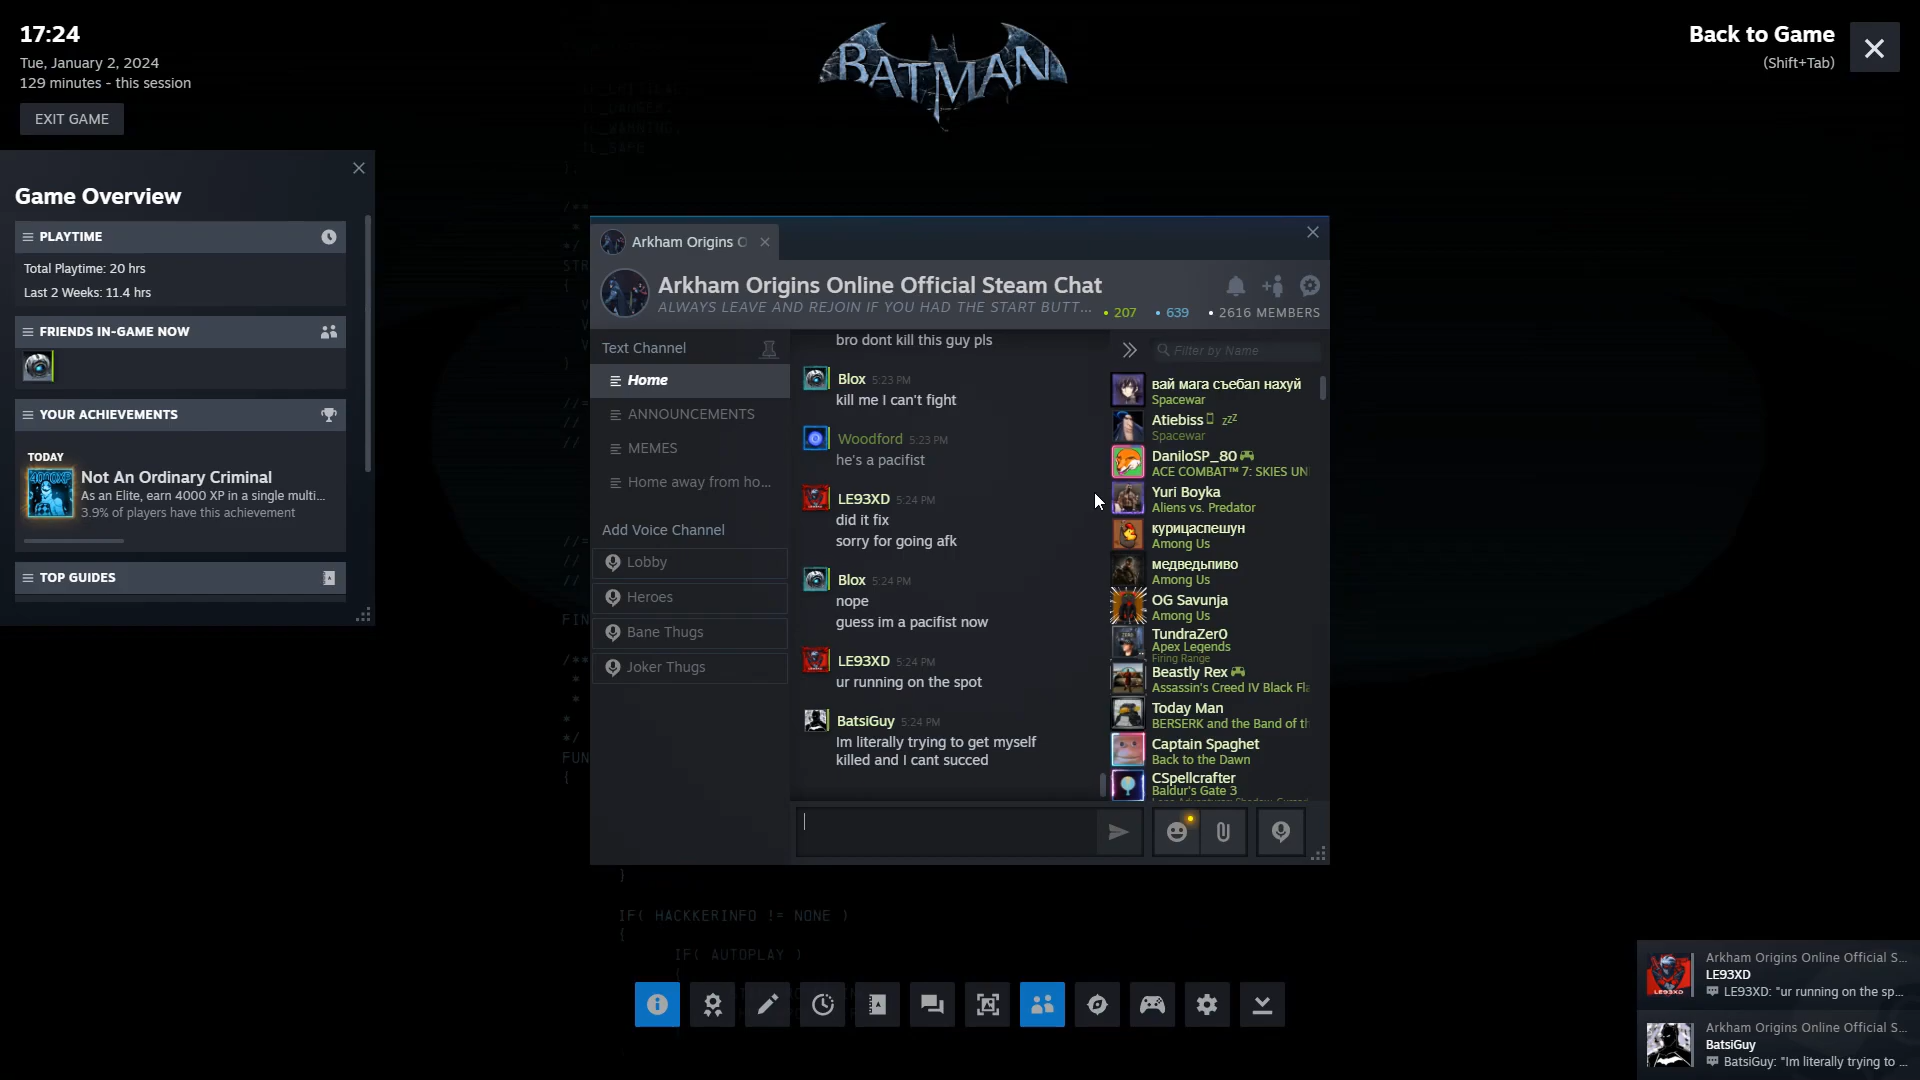 17:24
Tue, January 2, 2024
129 minutes - this session
EXIT GAME
BATMAN
Back to Game
(Shift+Tab)
Game Overview
PLAYTIME
Total Playtime: 20 hrs
Last 2 Weeks: 11.4 hrs
FRIENDS IN-GAME NOW
YOUR ACHIEVEMENTS
TODAY
4000XP
Not An Ordinary Criminal
As an Elite, earn 4000 XP in a single multi...
3.9% of players have this achievement
TOP GUIDES
Arkham Origins O
Arkham Origins Online Official Steam Chat
ALWAYS LEAVE AND REJOIN IF YOU HAD THE START BUTT...
207
639
2616 MEMBERS
Text Channel
Home
ANNOUNCEMENTS
MEMES
Home away from ho...
Add Voice Channel
Lobby
Heroes
Bane Thugs
Joker Thugs
bro dont kill this guy pls
Blox 5:23 PM
kill me I can't fight
Woodford 5:23 PM
he's a pacifist
LE93XD 5:24 PM
did it fix
sorry for going afk
Blox 5:24 PM
nope
guess im a pacifist now
LE93XD 5:24 PM
ur running on the spot
BatsiGuy 5:24 PM
Im literally trying to get myself
killed and I cant succed
Filter by Name
вай мага съебал нахуй
Spacewar
Atiebiss zzZ
Spacewar
DaniloSP_80
ACE COMBAT™ 7: SKIES UN
Yuri Boyka
Aliens vs. Predator
курицаспешун
Among Us
медведьпиво
Among Us
OG Savunja
Among Us
TundraZer0
Apex Legends
Firing Range
Beastly Rex
Assassin's Creed IV Black Fla
Today Man
BERSERK and the Band of th
Captain Spaghet
Back to the Dawn
CSpellcrafter
Baldur's Gate 3
IL_DANGER,
IL_WARNING,
IL_SAFE
};
/**
*
*/
STR
{
//
//
//
FIN
/**
*
*
*
*/
FUN
{
}
IF( HACKKERINFO != NONE )
{
IF( AUTOPLAY )
{
Arkham Origins Online Official S...
LE93XD
LE93XD: "ur running on the sp...
Arkham Origins Online Official S...
BatsiGuy
BatsiGuy: "Im literally trying to ...